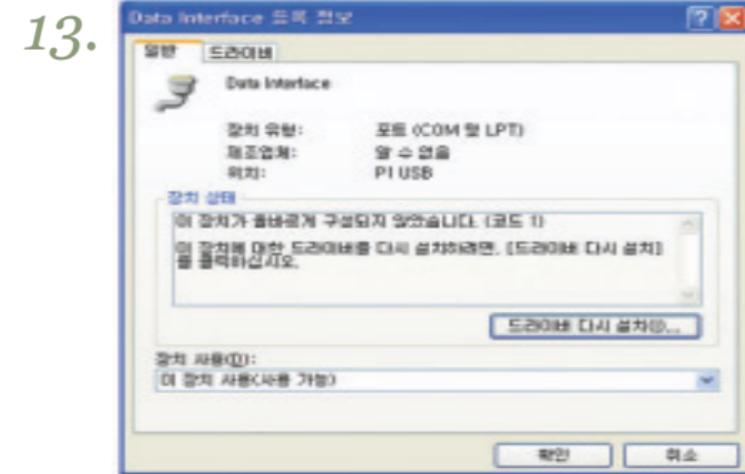 13.
Data Interface 등록 정보
일반 드라이버
Data Interface
장치 유형: 포트 (COM 및 LPT)
제조업체: 알 수 없음
위치: PI USB
장치 상태
이 장치가 올바르게 구성되지 않았습니다. (코드 1)
이 장치에 대한 드라이버를 다시 설치하려면, [드라이버 다시 설치]
를 클릭하십시오.
드라이버 다시 설치(I)...
장치 사용(D):
이 장치 사용(사용 가능)
확인 취소